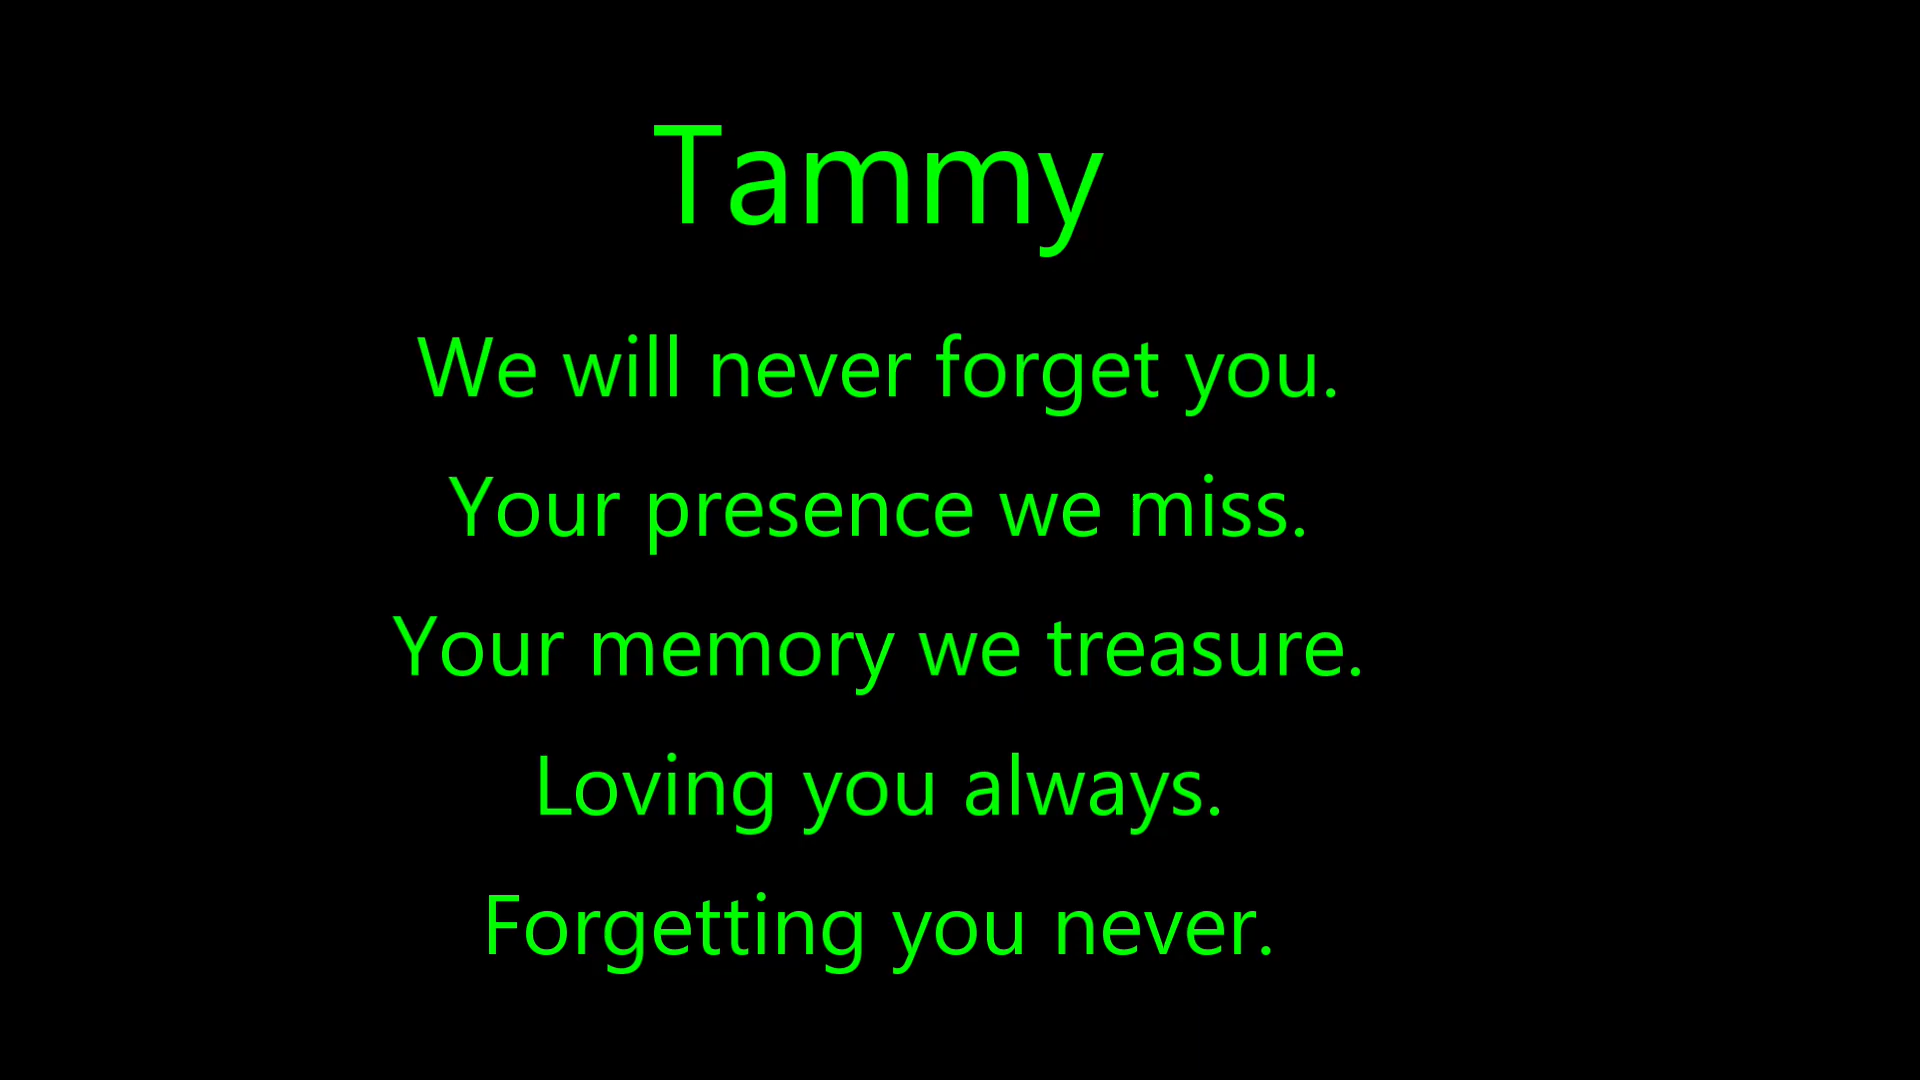 Tammy
We will never forget you.
Your presence we miss.
Your memory we treasure.
Loving you always.
Forgetting you never.